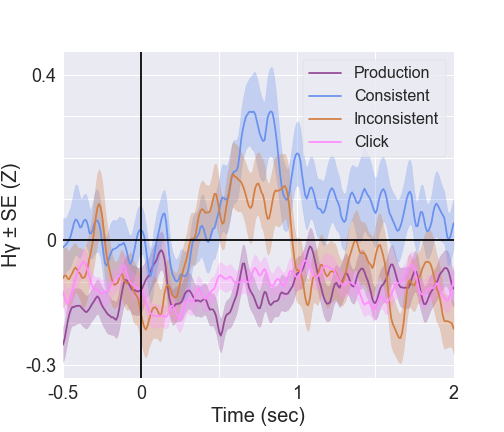 Production
Consistent
Inconsistent
Click
0.4
0
-0.3
Hγ ± SE (Z)
-0.5
0
1
2
Time (sec)